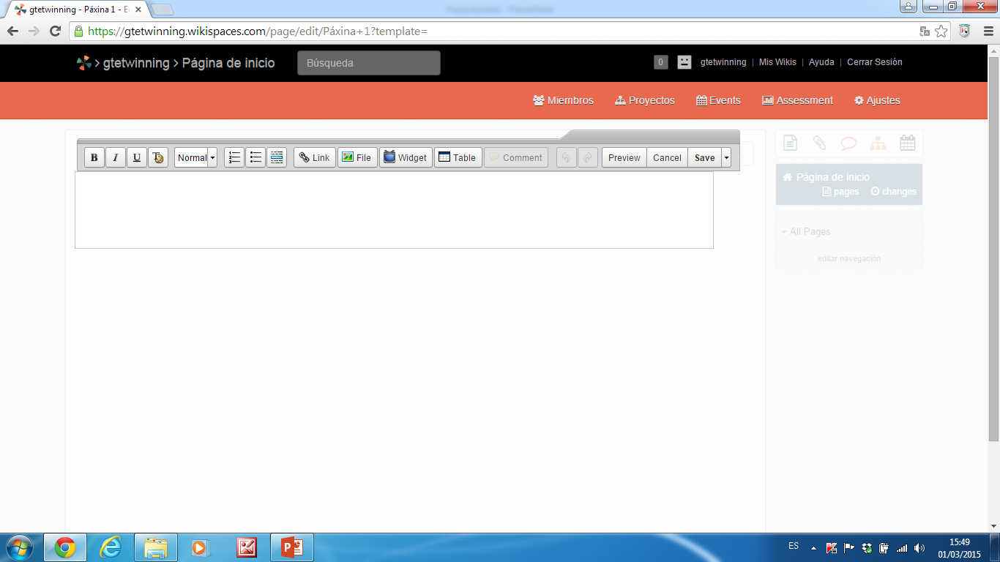 gtetwinning - Páxina 1 - E
https://gtetwinning.wikispaces.com/page/edit/Páxina+1?template=
> gtetwinning > Página de inicio
Búsqueda
0
gtetwinning | Mis Wikis | Ayuda | Cerrar Sesión
Miembros Proyectos Events Assessment Ajustes
B I U Normal Link File Widget Table Comment Preview Cancel Save
Página de inicio
pages changes
All Pages
editar navegación
ES
15:49
01/03/2015